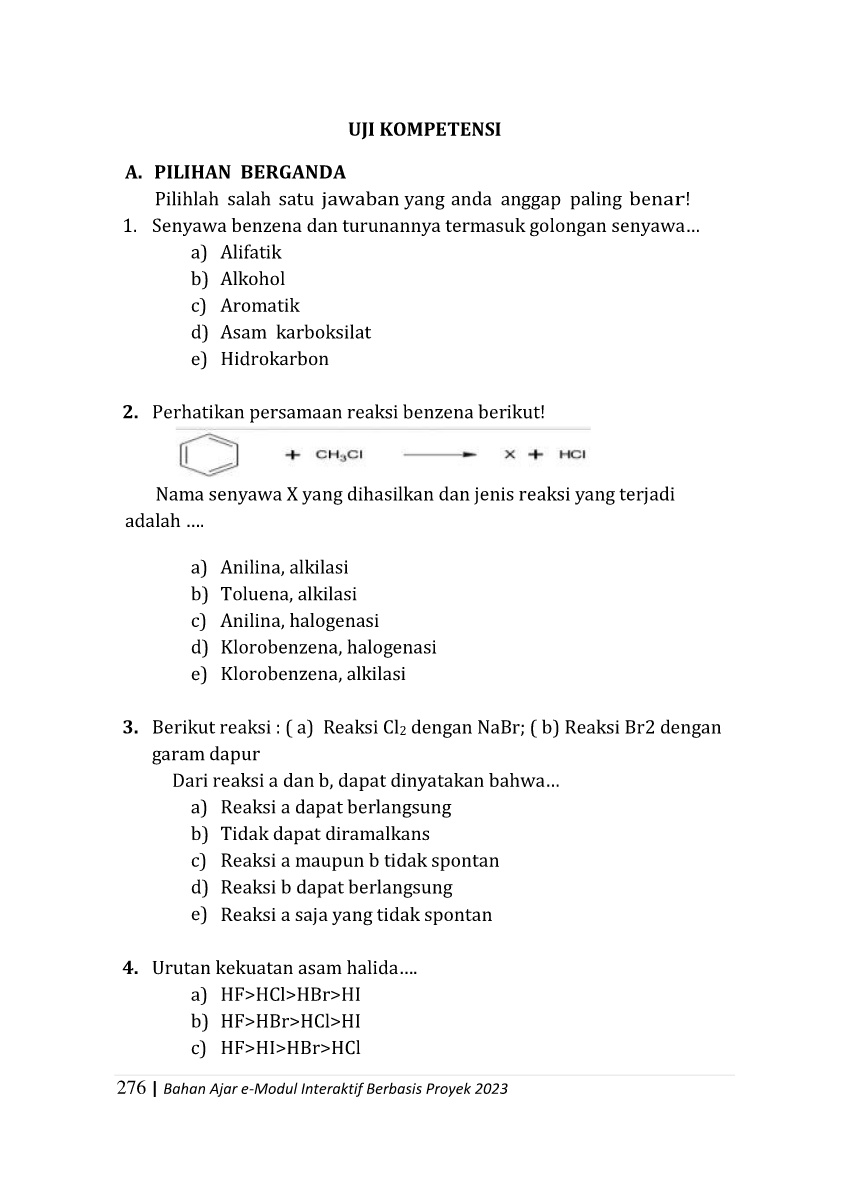 UJI KOMPETENSI
A. PILIHAN BERGANDA
Pilihlah salah satu jawaban yang anda anggap paling benar!
1. Senyawa benzena dan turunannya termasuk golongan senyawa…
a) Alifatik
b) Alkohol
c) Aromatik
d) Asam karboksilat
e) Hidrokarbon
2. Perhatikan persamaan reaksi benzena berikut!
+ CH₃Cl → X + HCl
Nama senyawa X yang dihasilkan dan jenis reaksi yang terjadi
adalah ….
a) Anilina, alkilasi
b) Toluena, alkilasi
c) Anilina, halogenasi
d) Klorobenzena, halogenasi
e) Klorobenzena, alkilasi
3. Berikut reaksi : ( a) Reaksi Cl₂ dengan NaBr; ( b) Reaksi Br2 dengan
garam dapur
Dari reaksi a dan b, dapat dinyatakan bahwa…
a) Reaksi a dapat berlangsung
b) Tidak dapat diramalkans
c) Reaksi a maupun b tidak spontan
d) Reaksi b dapat berlangsung
e) Reaksi a saja yang tidak spontan
4. Urutan kekuatan asam halida….
a) HF>HCl>HBr>HI
b) HF>HBr>HCl>HI
c) HF>HI>HBr>HCl
276 | Bahan Ajar e-Modul Interaktif Berbasis Proyek 2023